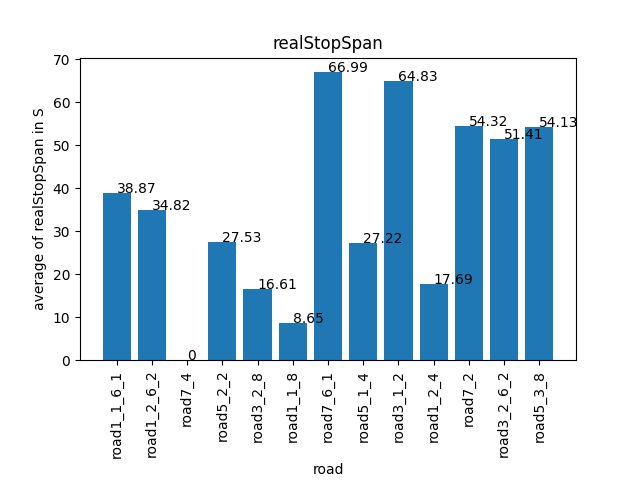 realStopSpan
average of realStopSpan in S
70
60
50
40
30
20
10
0
38.87
34.82
0
27.53
16.61
8.65
66.99
27.22
64.83
17.69
54.32
51.41
54.13
road1_1_6_1
road1_2_6_2
road7_4
road5_2_2
road3_2_8
road1_1_8
road7_6_1
road5_1_4
road3_1_2
road1_2_4
road7_2
road3_2_6_2
road5_3_8
road